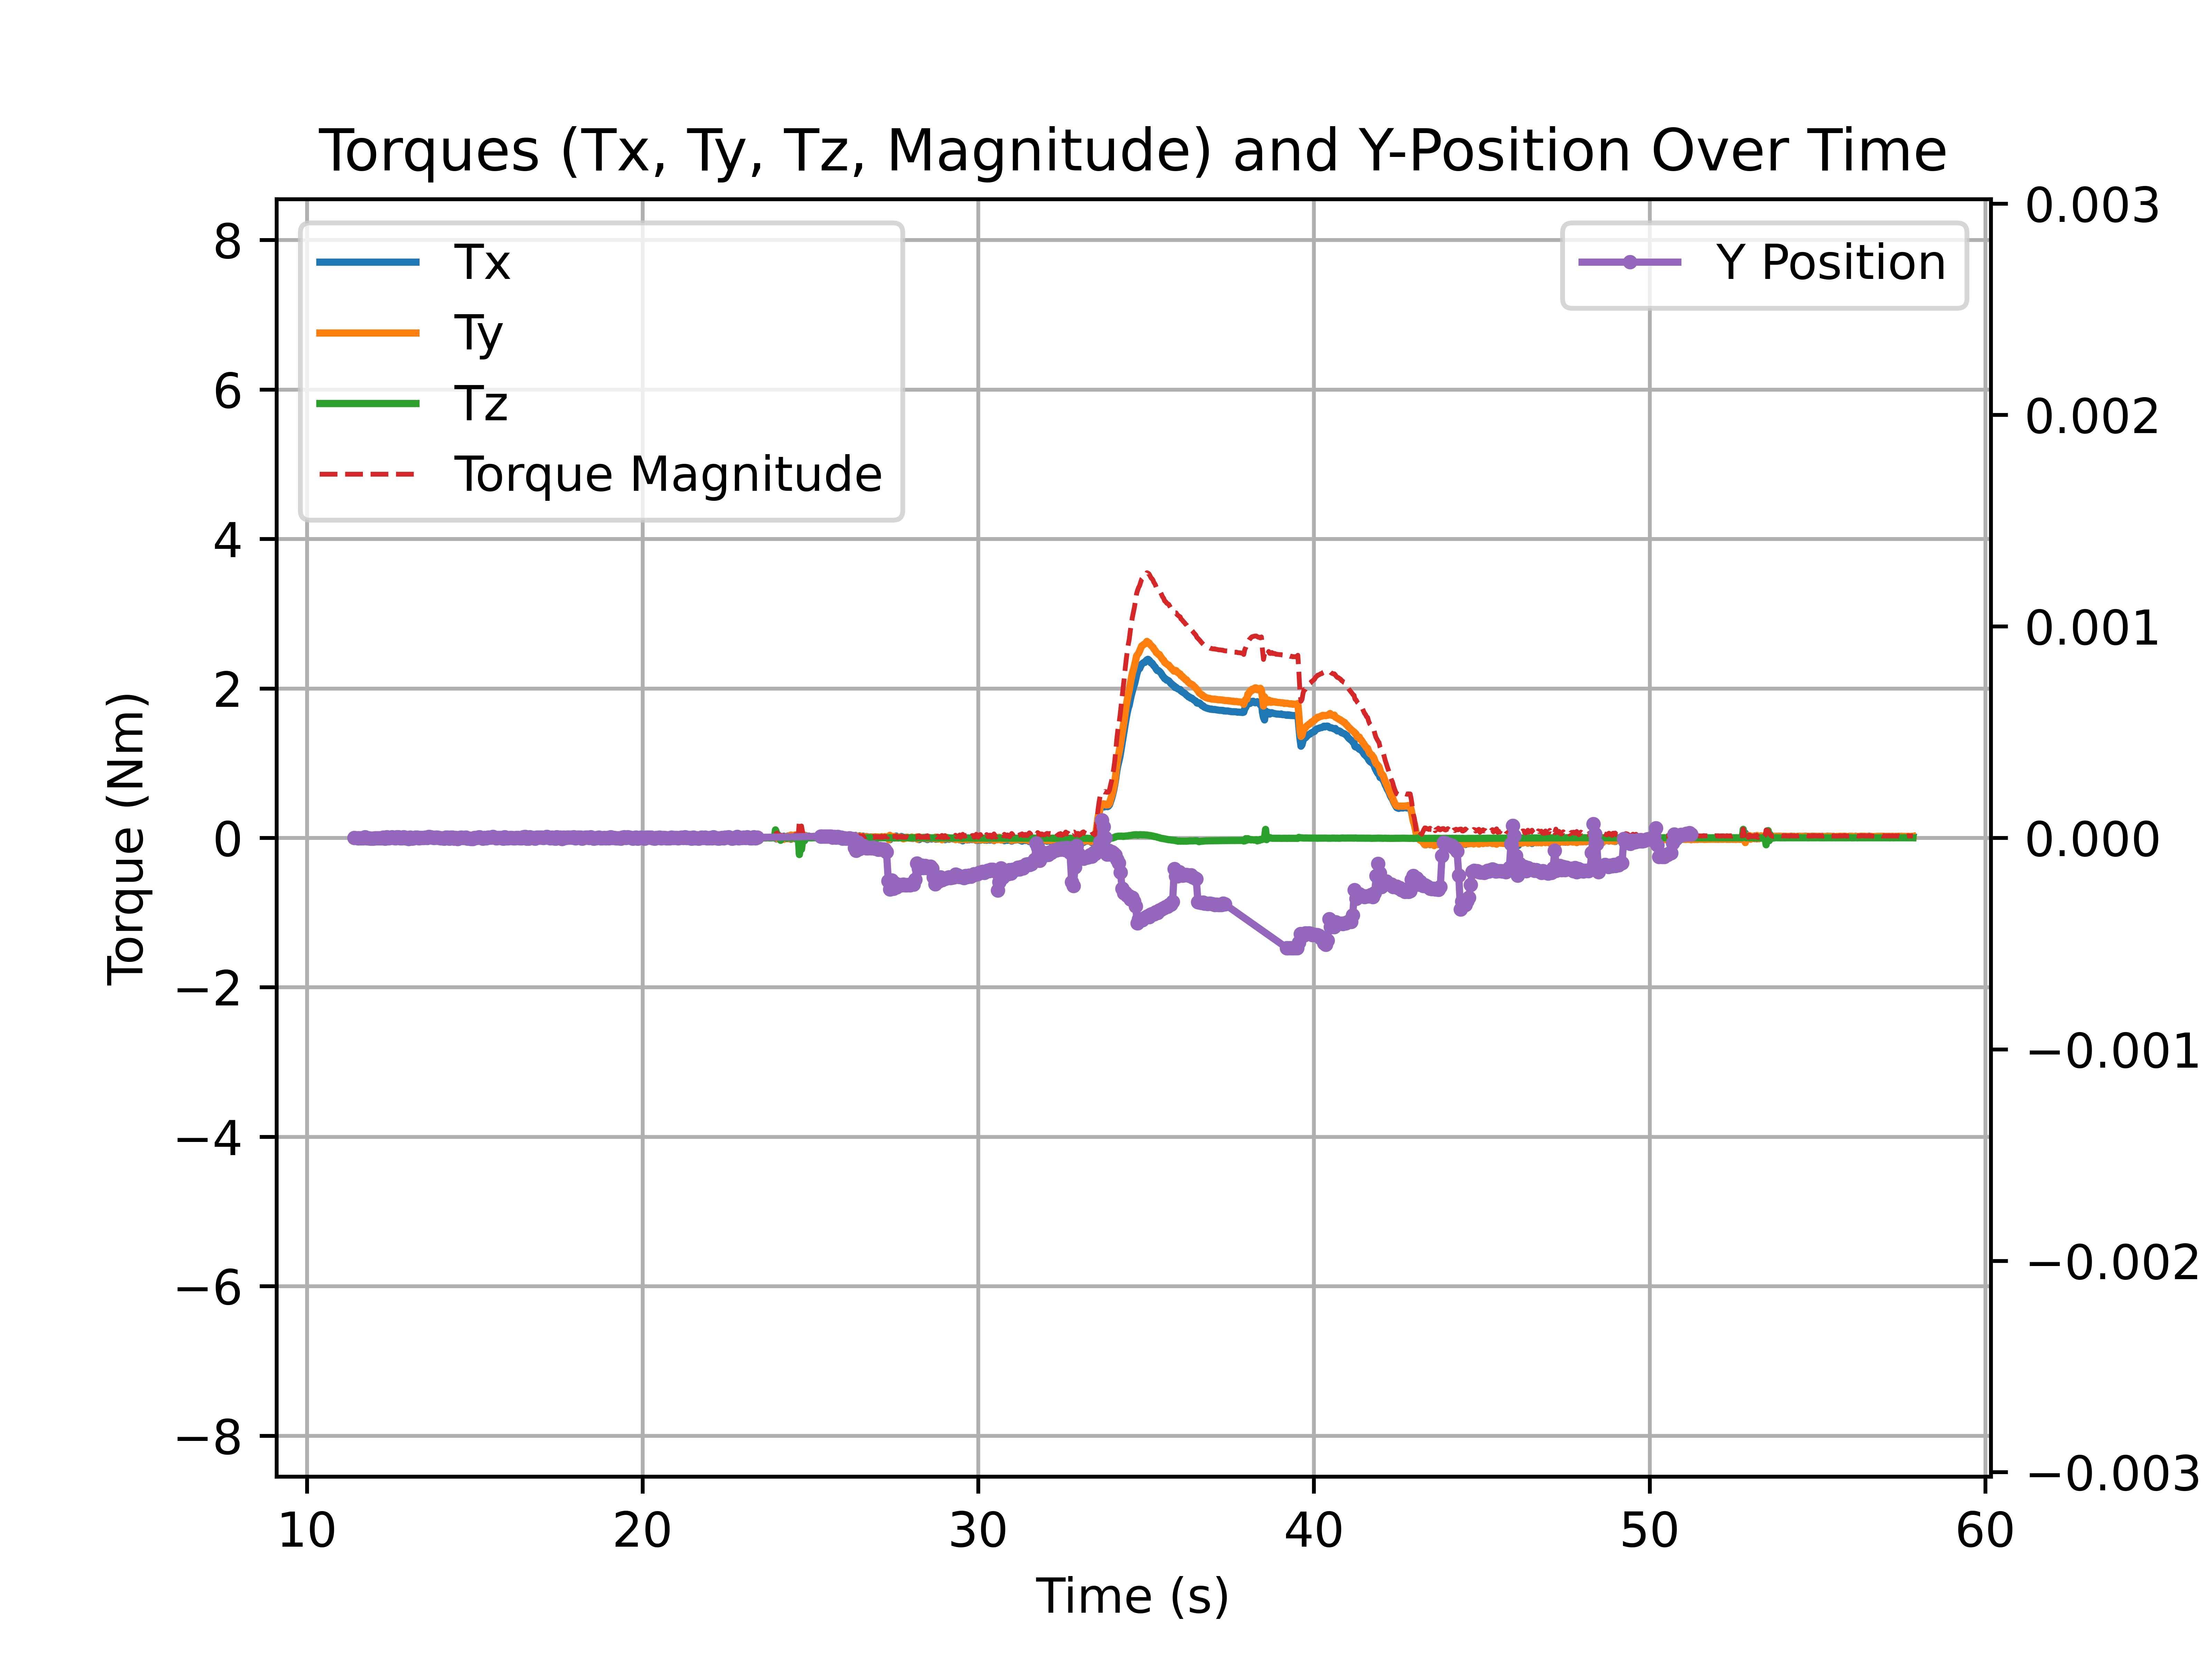 Torques (Tx, Ty, Tz, Magnitude) and Y-Position Over Time
Tx
Ty
Tz
Torque Magnitude
Y Position
8
6
4
2
0
−2
−4
−6
−8
Torque (Nm)
0.003
0.002
0.001
0.000
−0.001
−0.002
−0.003
10 20 30 40 50 60
Time (s)